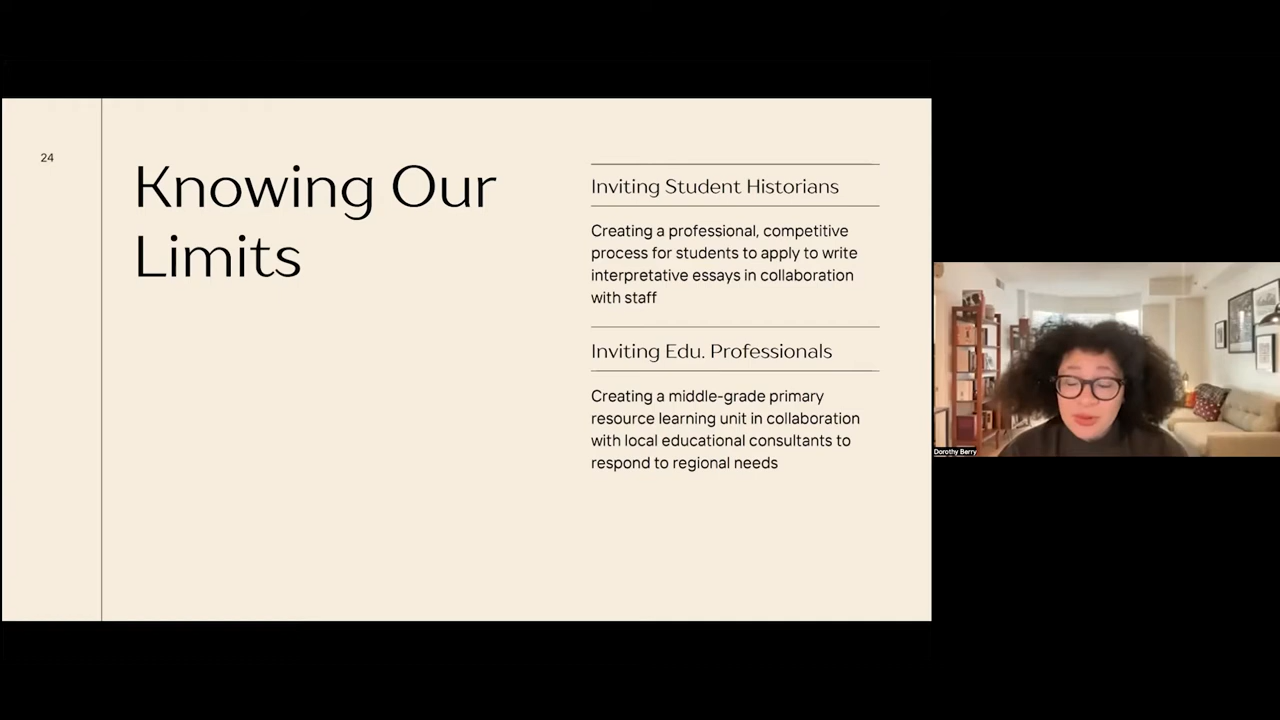 24
Knowing Our
Limits
Inviting Student Historians
Creating a professional, competitive
process for students to apply to write
interpretative essays in collaboration
with staff
Inviting Edu. Professionals
Creating a middle-grade primary
resource learning unit in collaboration
with local educational consultants to
respond to regional needs
Dorothy Berry